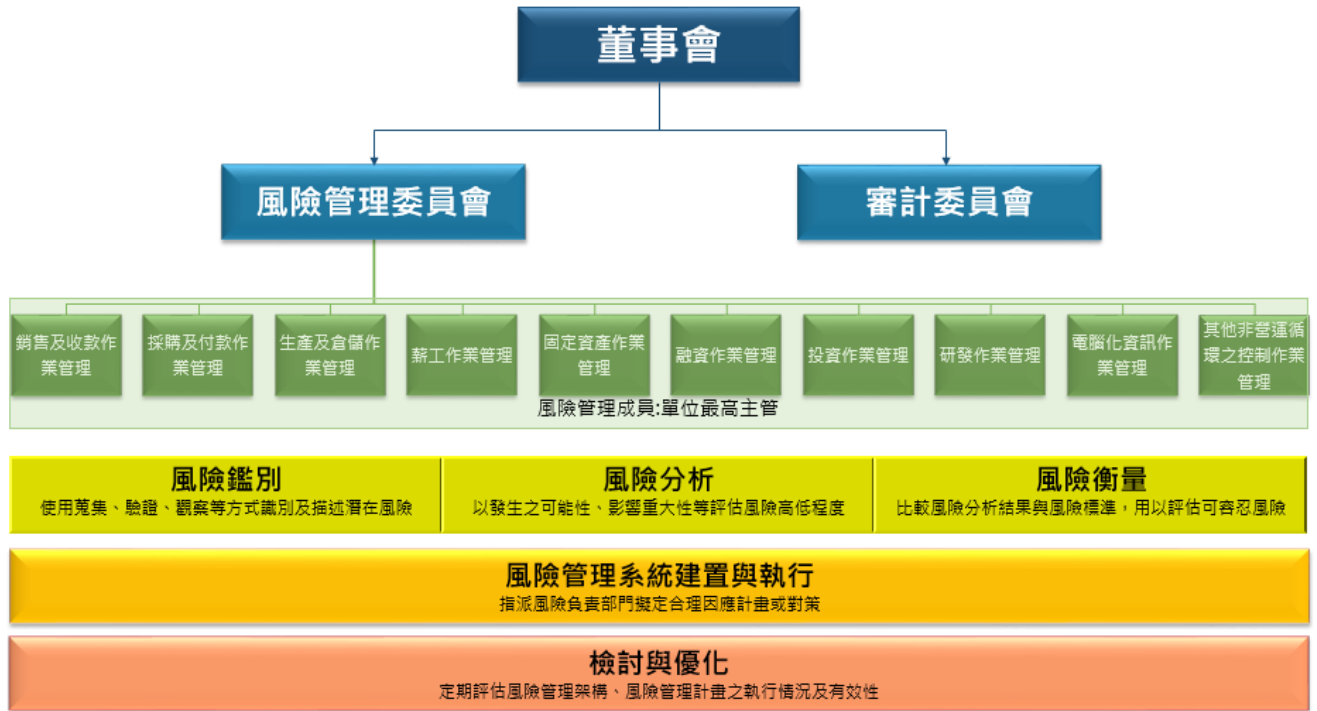 董事會
風險管理委員會
審計委員會
銷售及收款作
業管理
採購及付款作
業管理
生產及倉儲作
業管理
薪工作業管理
固定資產作業
管理
融資作業管理
投資作業管理
研發作業管理
電腦化資訊作
業管理
其他非營運循
環之控制作業
管理
風險管理成員:單位最高主管
風險鑑別
使用蒐集、驗證、觀察等方式識別及描述潛在風險
風險分析
以發生之可能性、影響重大性等評估風險高低程度
風險衡量
比較風險分析結果與風險標準，用以評估可容忍風險
風險管理系統建置與執行
指派風險負責部門擬定合理因應計畫或對策
檢討與優化
定期評估風險管理架構、風險管理計畫之執行情況及有效性